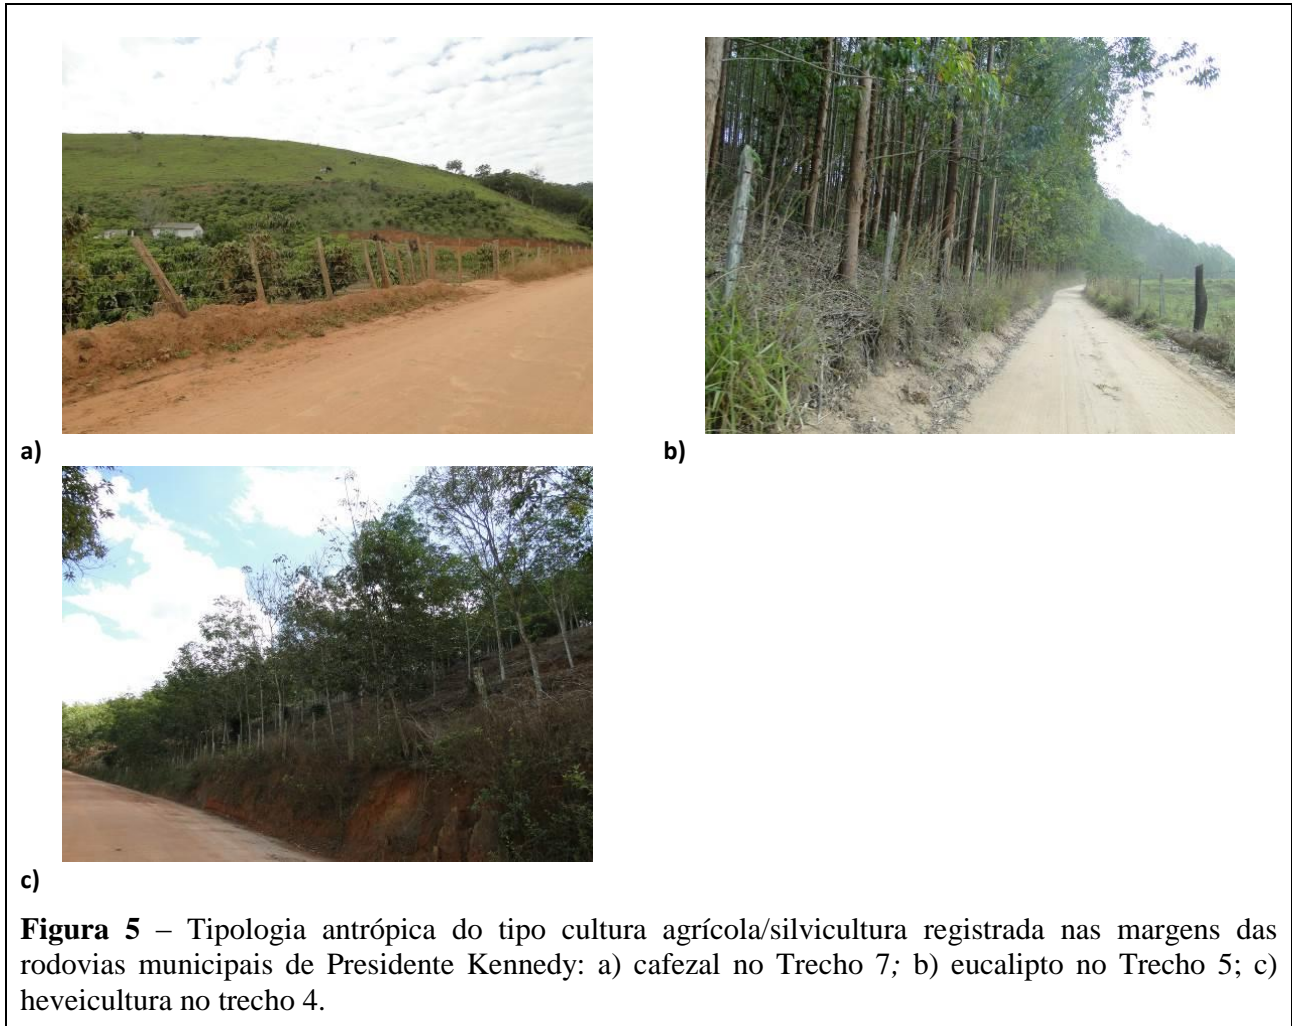 a)
b)
c)
Figura 5 – Tipologia antrópica do tipo cultura agrícola/silvicultura registrada nas margens das
rodovias municipais de Presidente Kennedy: a) cafezal no Trecho 7; b) eucalipto no Trecho 5; c)
heveicultura no trecho 4.